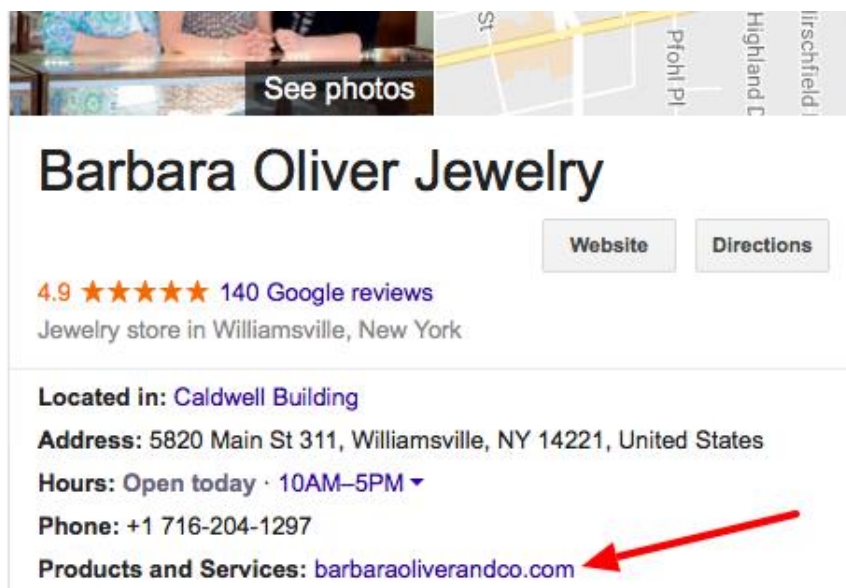 See photos
St
Pfohl Pl
Highland D
Hirschfield
Barbara Oliver Jewelry
Website
Directions
4.9 ★★★★★ 140 Google reviews
Jewelry store in Williamsville, New York
Located in: Caldwell Building
Address: 5820 Main St 311, Williamsville, NY 14221, United States
Hours: Open today · 10AM–5PM
Phone: +1 716-204-1297
Products and Services: barbaraoliverandco.com